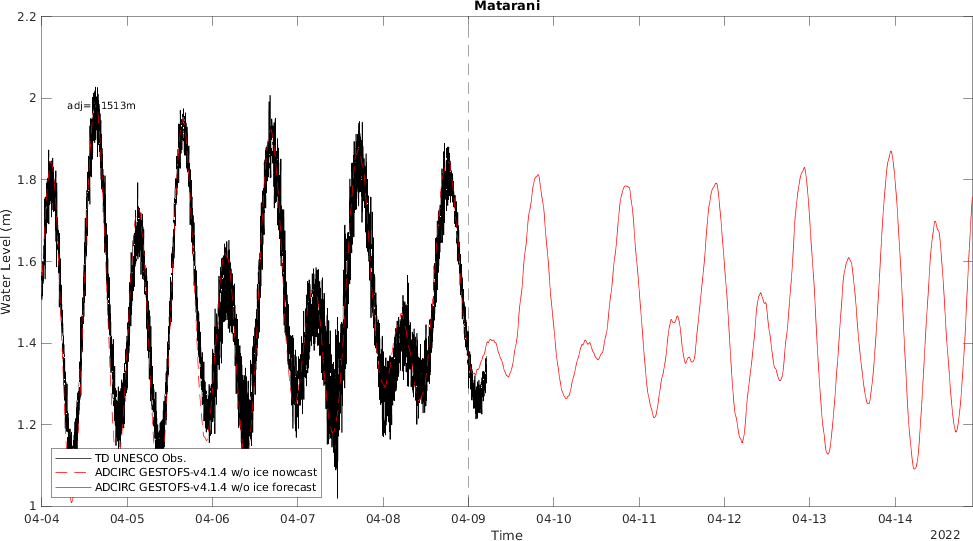 Matarani
2.2
2
1.8
1.6
1.4
1.2
1
Water Level (m)
adj= 1513m
TD UNESCO Obs.
ADCIRC GESTOFS-v4.1.4 w/o ice nowcast
ADCIRC GESTOFS-v4.1.4 w/o ice forecast
04-04 04-05 04-06 04-07 04-08 04-09 04-10 04-11 04-12 04-13 04-14
Time
2022